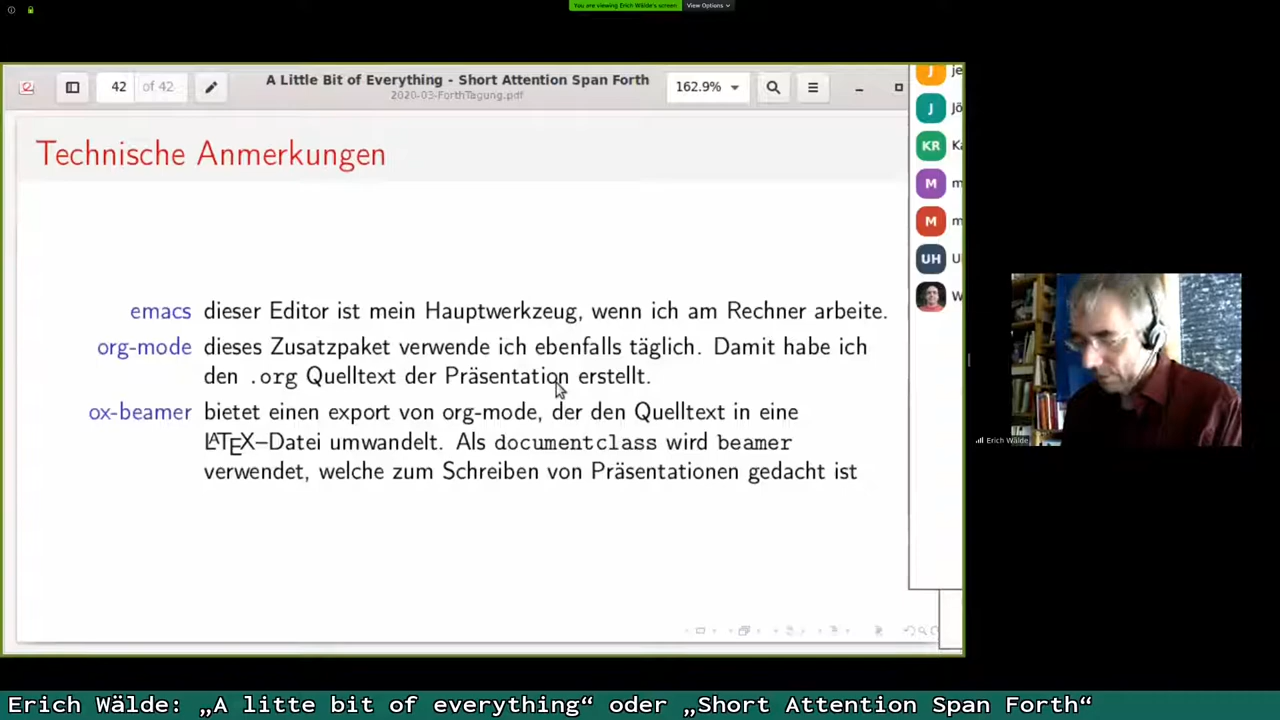 You are viewing Erich Wälde's screen View Options
42 of 42 A Little Bit of Everything - Short Attention Span Forth 162.9%
2020-03-ForthTagung.pdf
J je
J Jö
KR Ka
M m
M m
UH U
W
Technische Anmerkungen
emacs dieser Editor ist mein Hauptwerkzeug, wenn ich am Rechner arbeite.
org-mode dieses Zusatzpaket verwende ich ebenfalls täglich. Damit habe ich
den .org Quelltext der Präsentation erstellt.
ox-beamer bietet einen export von org-mode, der den Quelltext in eine
LATEX–Datei umwandelt. Als documentclass wird beamer
verwendet, welche zum Schreiben von Präsentationen gedacht ist
Erich Wälde
Erich Wälde: „A litte bit of everything“ oder „Short Attention Span Forth“